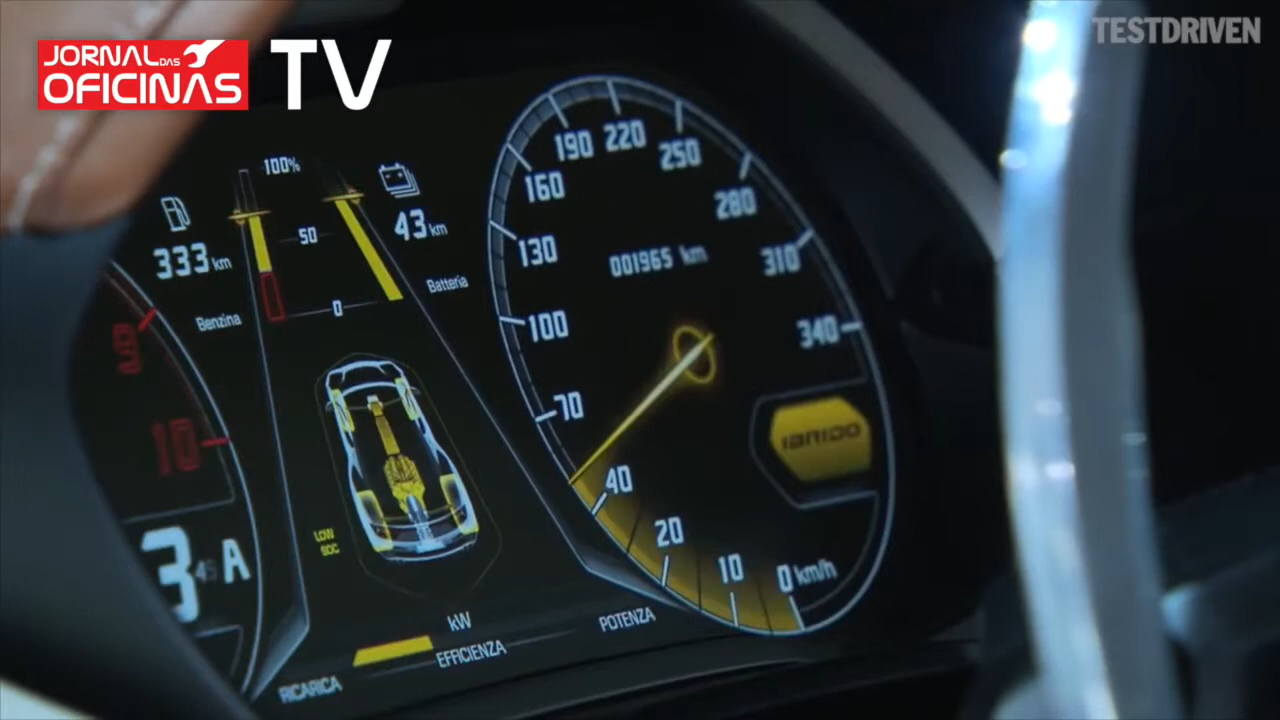 JORNAL DAS
OFICINAS TV
TESTDRIVEN
100%
50
0
333 km
Benzina
43 km
Batteria
9
10
3
A
LOW
SOC
kW
RICARICA
EFFICIENZA
POTENZA
001965 km
0 km/h
10
20
40
70
100
130
160
190
220
250
280
310
340
IBRIDO